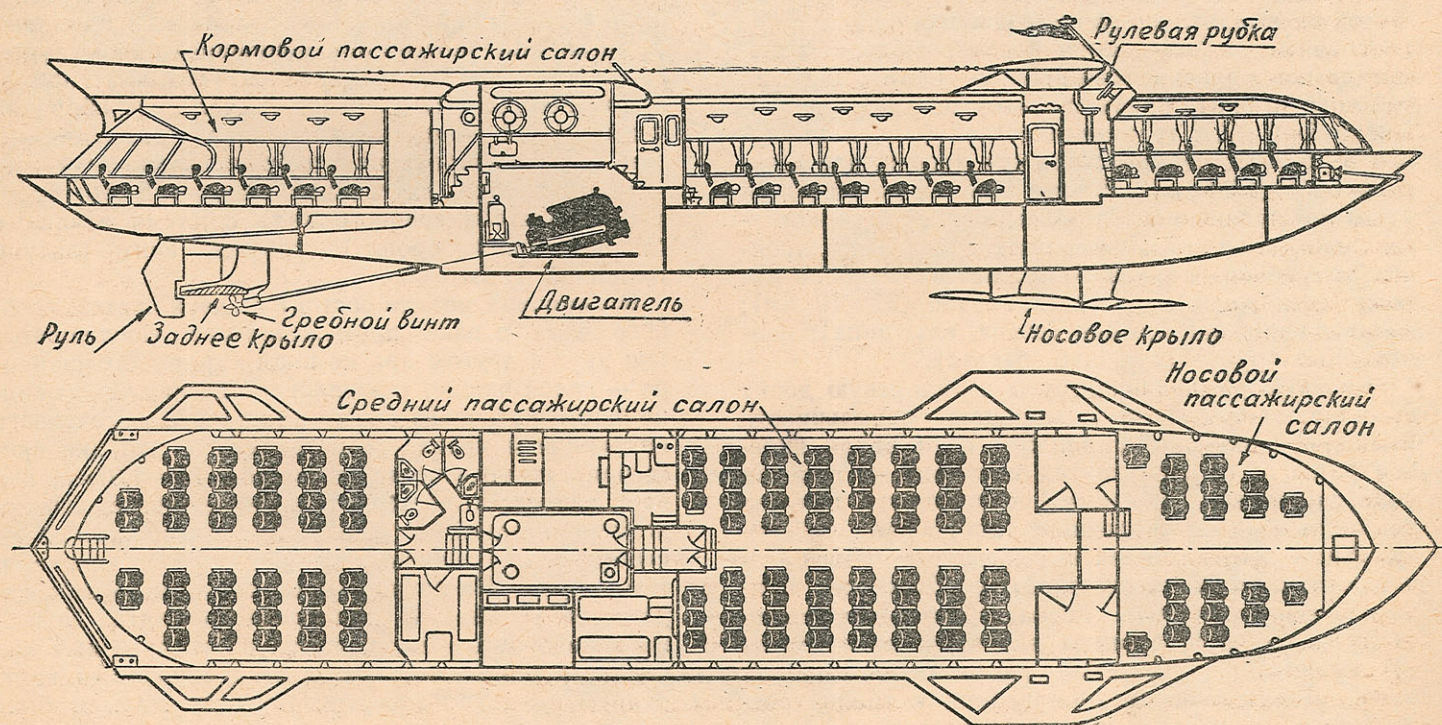 Кормовой пассажирский салон
Рулевая рубка
Руль
Заднее крыло
Гребной винт
Двигатель
Носовое крыло
Средний пассажирский салон
Носовой
пассажирский
салон